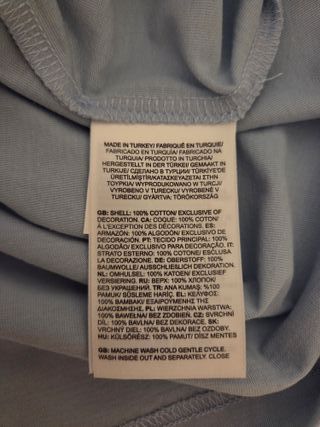 MADE IN TURKEY/ FABRIQUÉ EN TURQUIE/
FABRICADO EN TURQUÍA/ FABRICADO NA
TURQUIA/ PRODOTTO IN TURCHIA/
HERGESTELLT IN DER TÜRKEI/ GEMAAKT IN
TURKIJE/ СДЕЛАНО В ТУРЦИИ/ TÜRKİYE'DE
ÜRETİLMİŞTİR/ΚΑΤΑΣΚΕΥΑΖΕΤΑΙ ΣΤΗΝ
ΤΟΥΡΚΙΑ/ WYPRODUKOWANO W TURCJI/
VYROBENO V TURECKU/ VYROBENÉ V
TURECKU/ GYÁRTVA: TÖRÖKORSZÁG
GB: SHELL: 100% COTTON/ EXCLUSIVE OF
DECORATION. CA: COQUE: 100% COTON/
À L'EXCEPTION DES DÉCORATIONS. ES:
ARMAZÓN: 100% ALGODÓN/ EXCLUSIVO DE
DECORACIÓN. PT: TECIDO PRINCIPAL: 100%
ALGODÃO/ EXCLUSIVO DA DECORAÇÃO. IT:
STRATO ESTERNO: 100% COTONE/ ESCLUSA
LA DECORAZIONE. DE: OBERSTOFF: 100%
BAUMWOLLE/ AUSSCHLIESLICH DEKORATION.
NL: OMHULSEL: 100% KATOEN/ EXCLUSIEF
VERSIERING. RU: ВЕРХ: 100% ХЛОПОК/
БЕЗ УКРАШЕНИЙ. TR: ANA KUMAŞ: %100
PAMUK/ SÜSLEME HARİÇ. EL: ΚΕΛΥΦΟΣ:
100% ΒΑΜΒΑΚΙ/ ΕΞΑΙΡΟΥΜΕΝΗΣ ΤΗΣ
ΔΙΑΚΟΣΜΗΣΗΣ. PL: WIERZCHNIA WARSTWA:
100% BAWEŁNA/ BEZ OZDÓB. CZ: SVRCHNÍ
DÍL: 100% BAVLNA/ BEZ ZDOBENÍ. SK:
VRCHNÝ DIEL: 100% BAVLNA/ BEZ OZDOBY.
HU: KÜLSŐRÉSZ: 100% PAMUT/ DÍSZ MENTES
GB: MACHINE WASH COLD GENTLE CYCLE.
WASH INSIDE OUT AND SEPARATELY. CLOSE